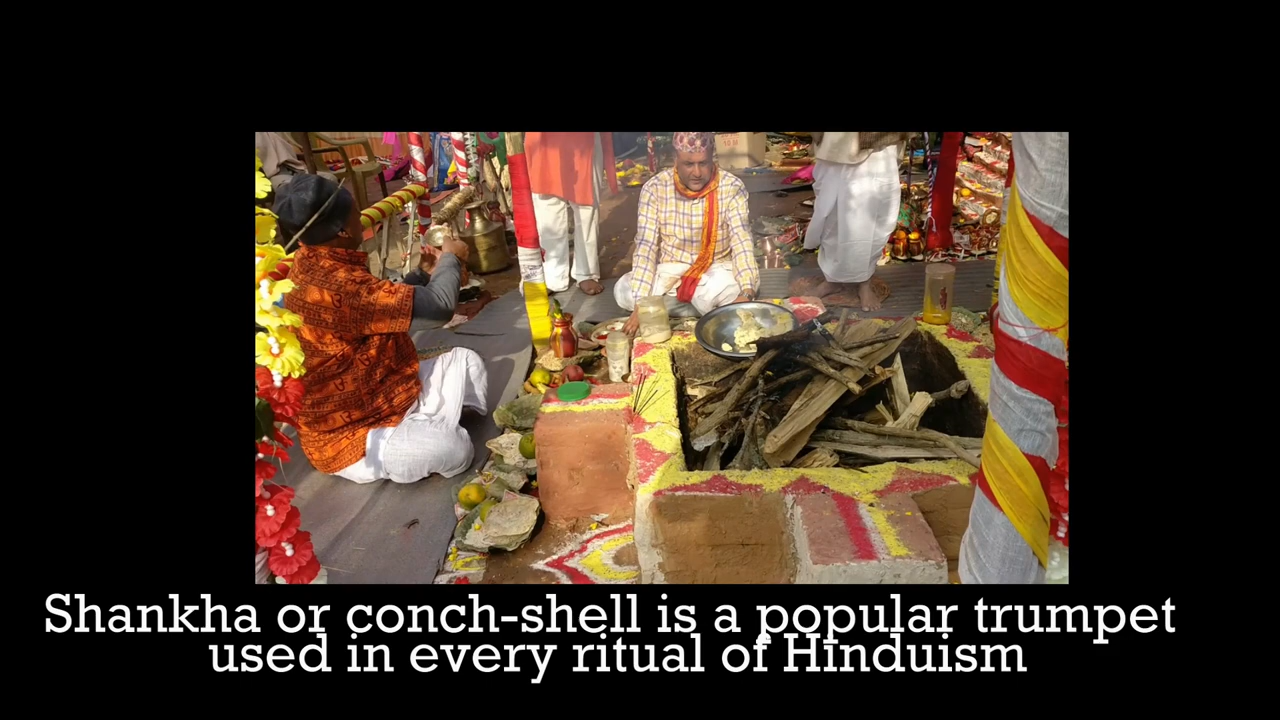 Shankha or conch-shell is a popular trumpet
used in every ritual of Hinduism